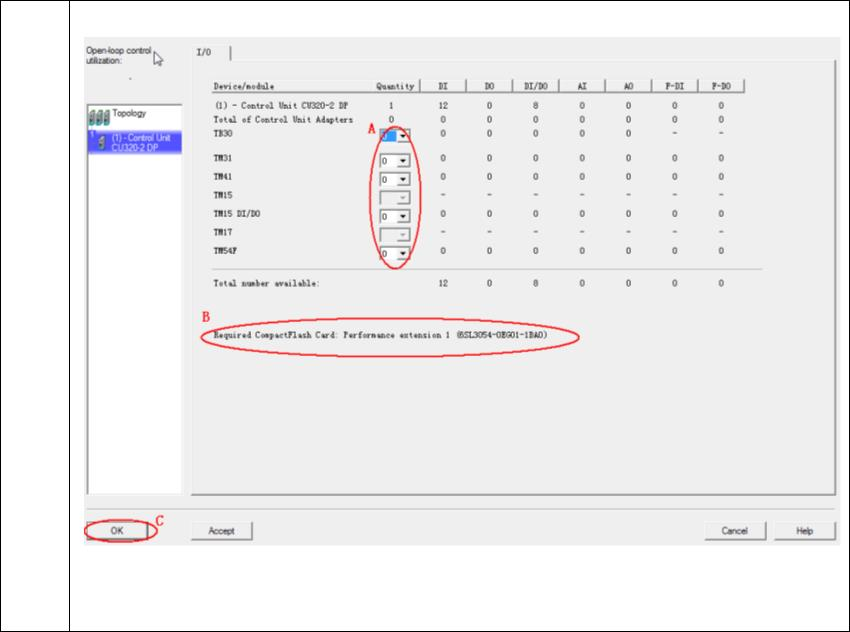 Open-loop control
utilization:
I/O
Topology
1 (1) - Control Unit
CU320-2 DP
Device/module Quantity DI DO DI/DO AI AO F-DI F-DO
(1) - Control Unit CU320-2 DP 1 12 0 8 0 0 0 0
Total of Control Unit Adapters 0 0 0 0 0 0 0 0
A
TB30 0 0 0 0 0 - -
TM31 0 0 0 0 0 0 0 0
TM41 0 0 0 0 0 0 0 0
TM15 - - - - - - -
TM15 DI/DO 0 0 0 0 0 0 0 0
TM17 - - - - - - -
TM54F 0 0 0 0 0 0 0 0
Total number available: 12 0 8 0 0 0 0
B
Required CompactFlash Card: Performance extension 1 (6SL3054-0EG01-1BA0)
OK C Accept Cancel Help